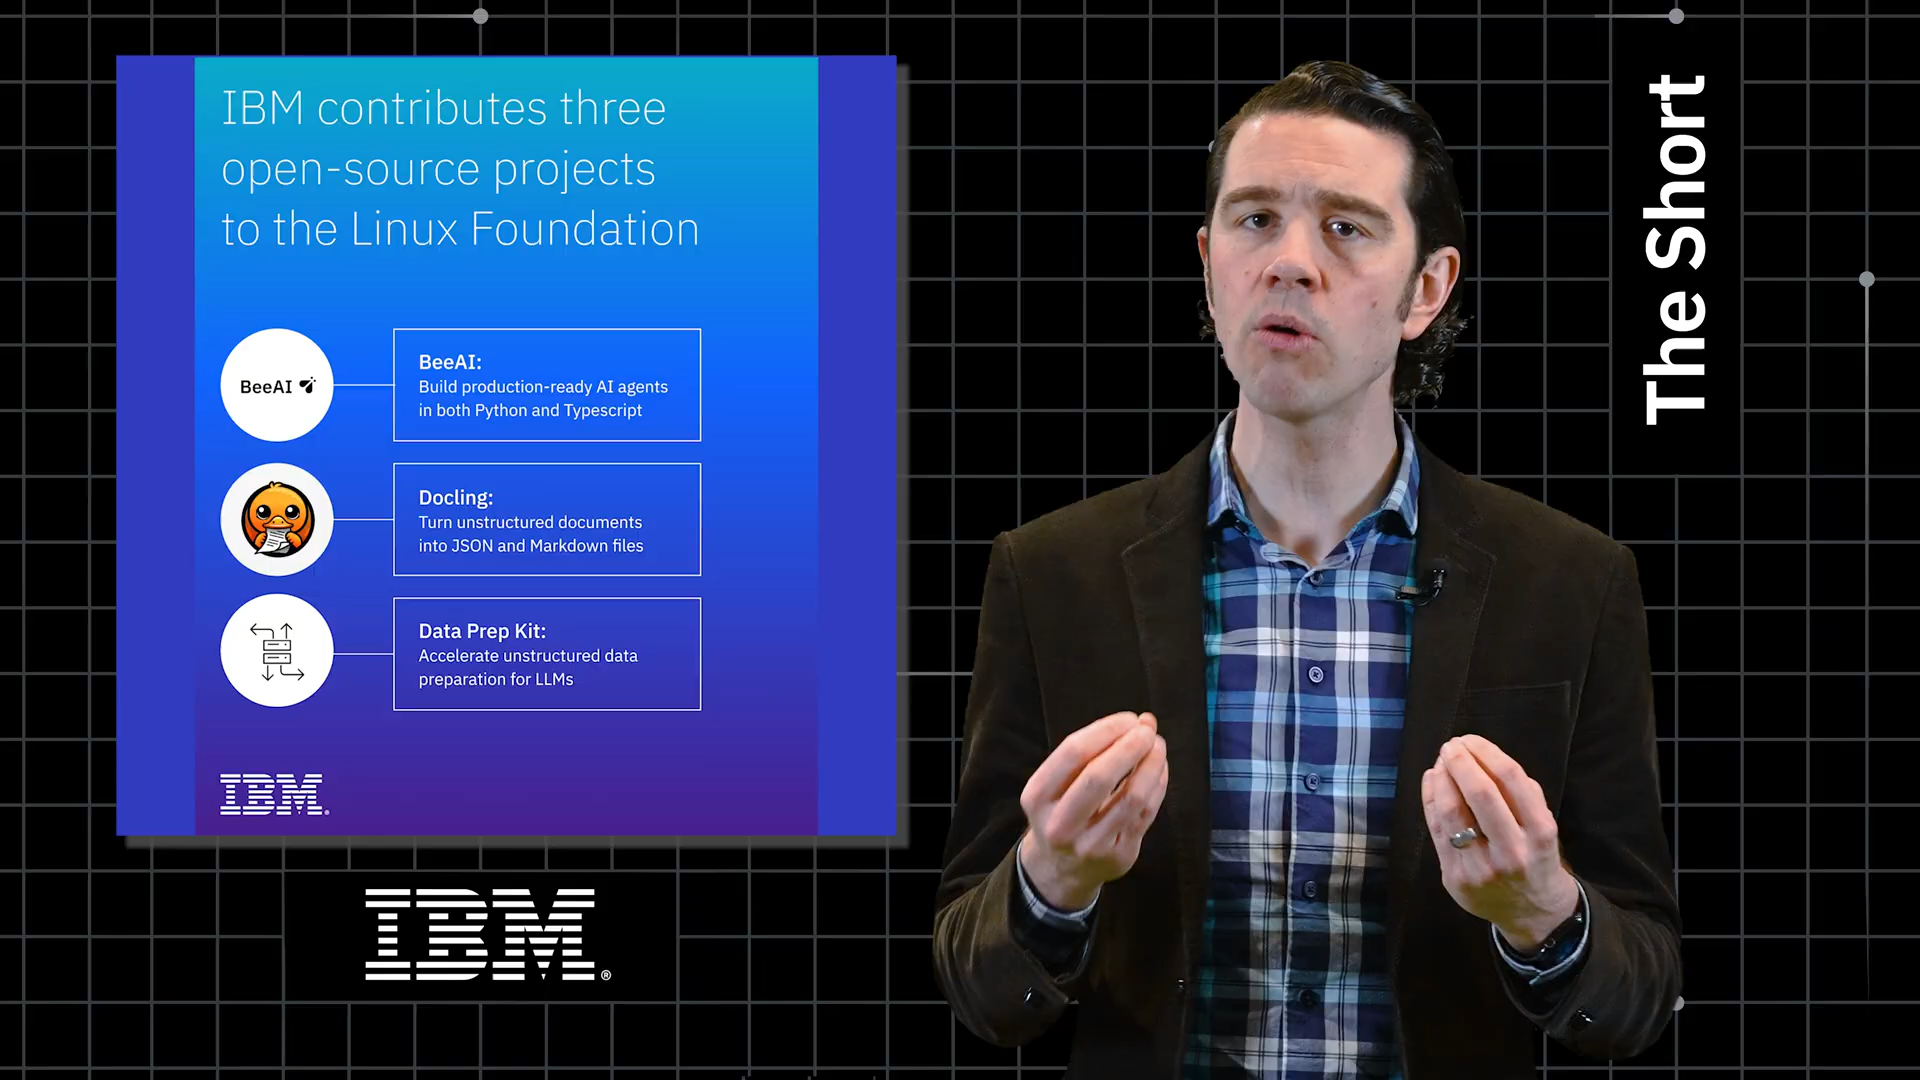 IBM contributes three
open-source projects
to the Linux Foundation
BeeAI
BeeAI:
Build production-ready AI agents
in both Python and Typescript
Docling:
Turn unstructured documents
into JSON and Markdown files
Data Prep Kit:
Accelerate unstructured data
preparation for LLMs
IBM®
IBM®
The Short